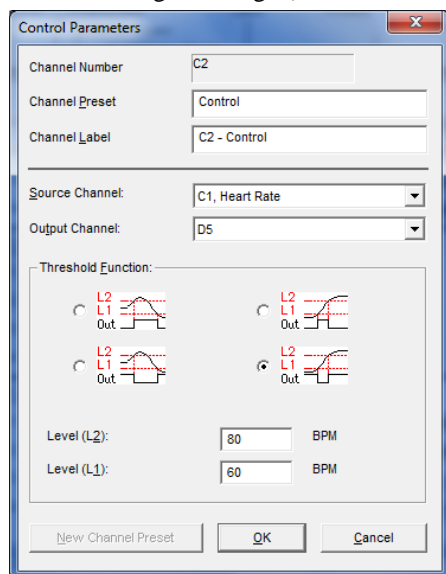 Control Parameters
Channel Number C2
Channel Preset Control
Channel Label C2 - Control
Source Channel: C1, Heart Rate
Output Channel: D5
Threshold Function:
L2 L2
L1 L1
Out Out
L2 L2
L1 L1
Out Out
Level (L2): 80 BPM
Level (L1): 60 BPM
New Channel Preset OK Cancel